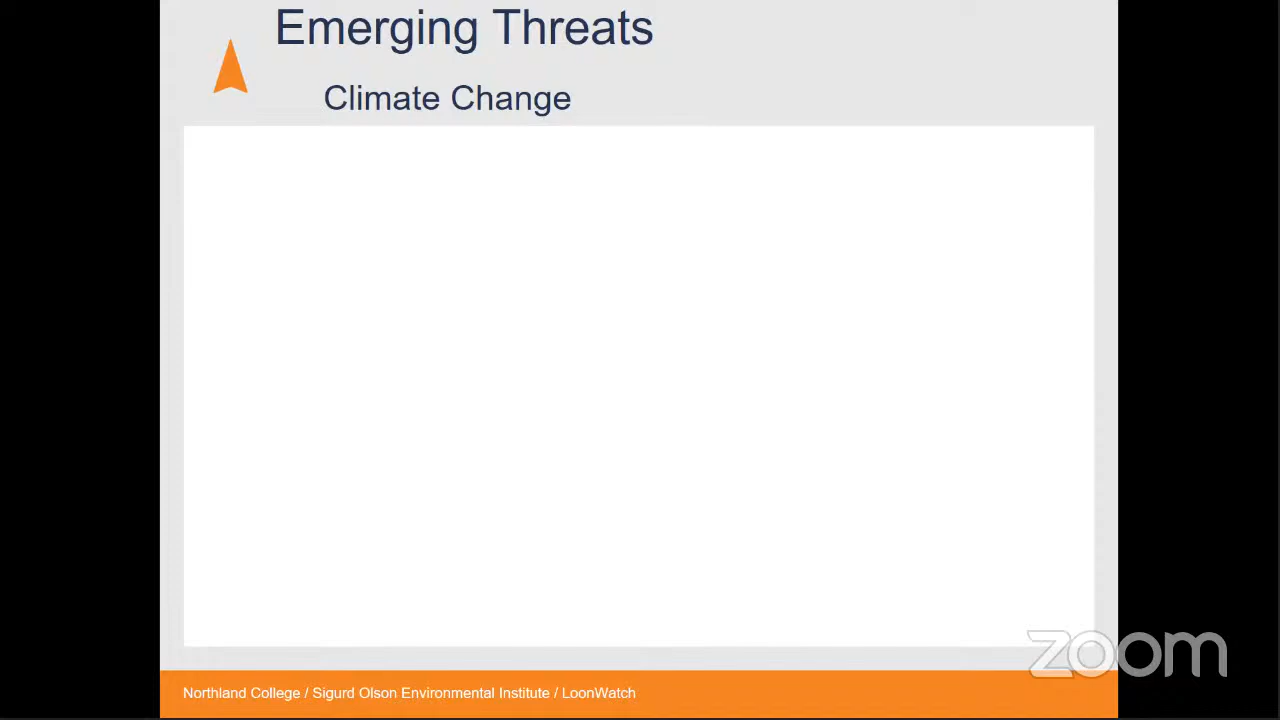 Emerging Threats
Climate Change
zoom
Northland College / Sigurd Olson Environmental Institute / LoonWatch